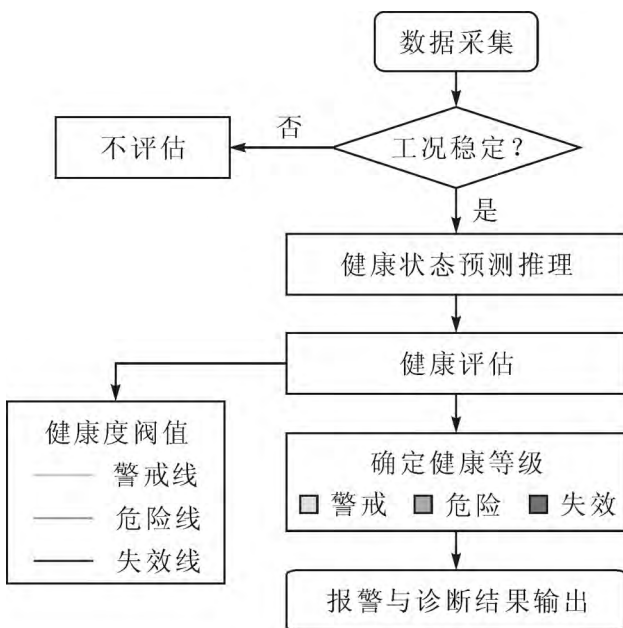 数据采集
工况稳定?
否
不评估
是
健康状态预测推理
健康评估
健康度阀值
警戒线
危险线
失效线
确定健康等级
警戒 危险 失效
报警与诊断结果输出